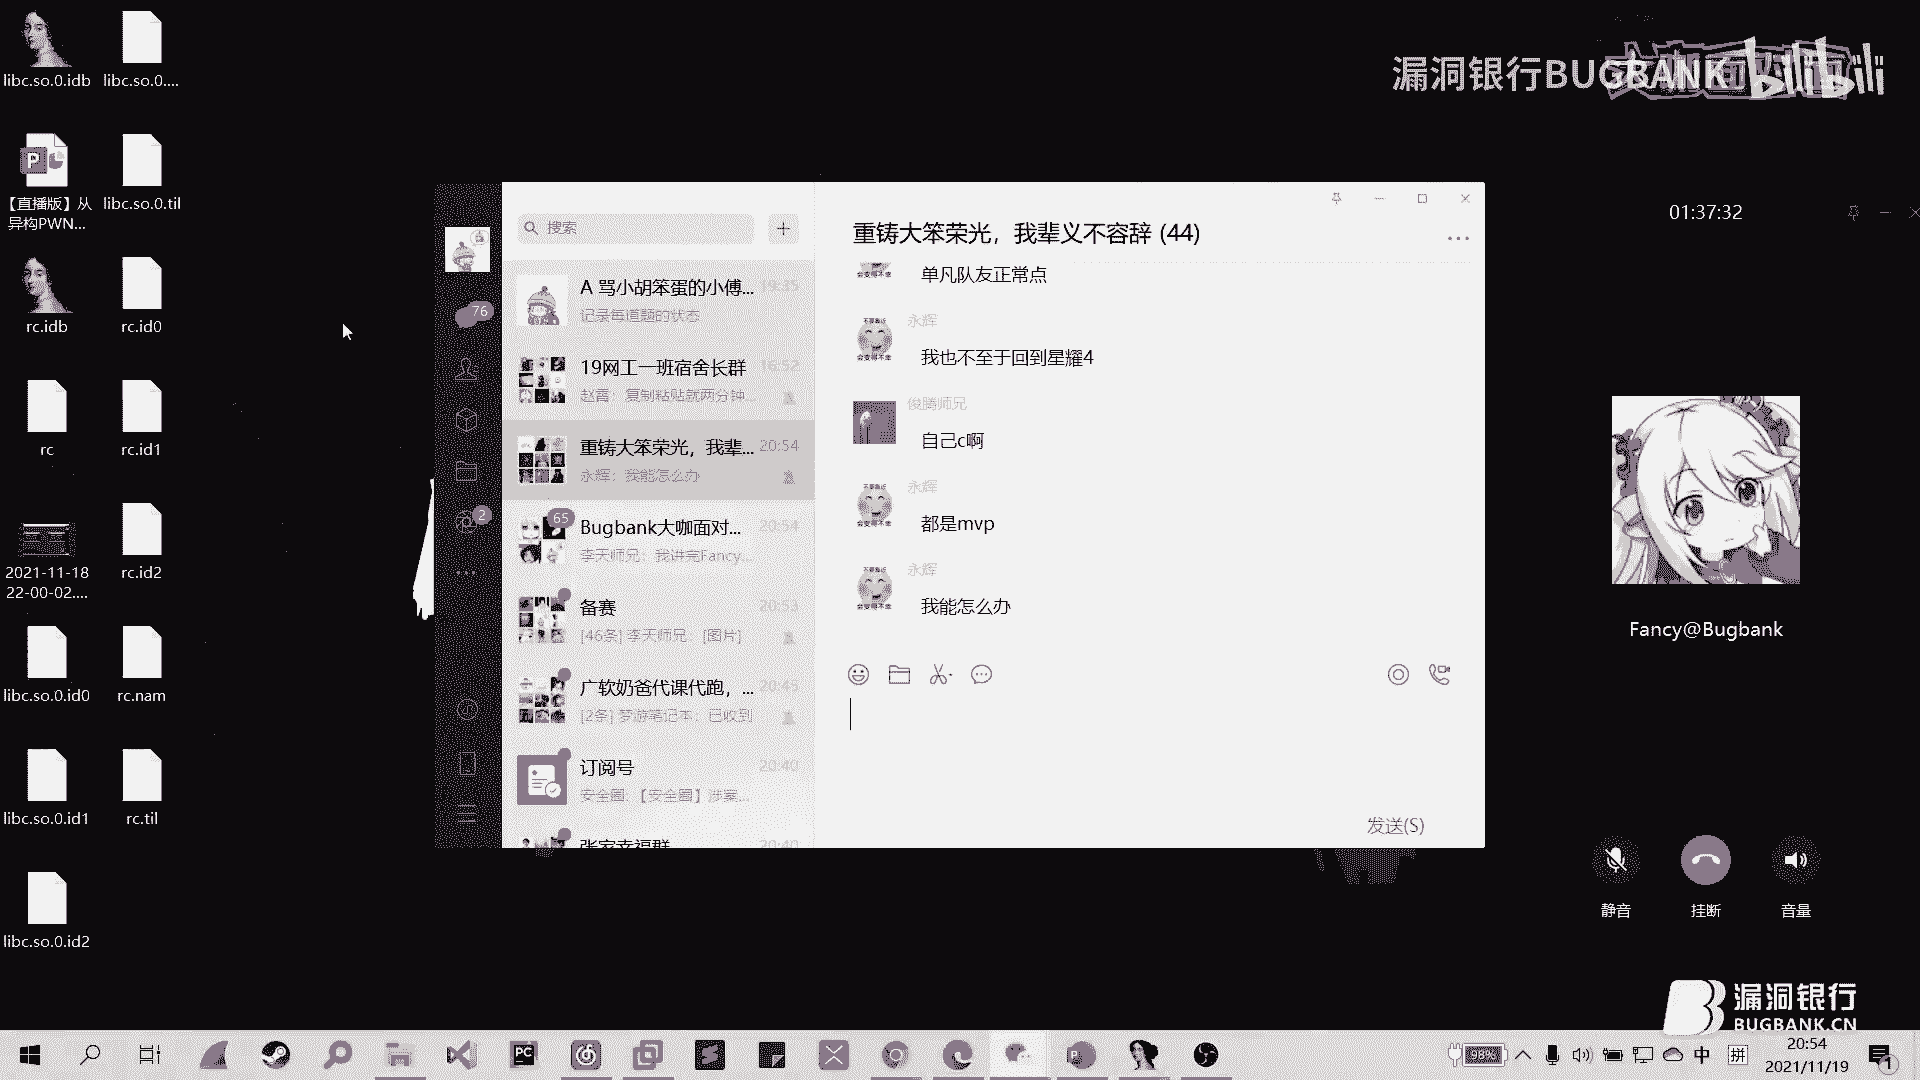 libc.so.0.idb
libc.so.0....
【直播版】从
异构PWN...
libc.so.0.til
rc.idb
rc.id0
rc
rc.id1
2021-11-18
22-00-02....
rc.id2
libc.so.0.id0
rc.nam
libc.so.0.id1
rc.til
libc.so.0.id2
漏洞银行BUGBANK
bilibili
搜索
76
2
A 骂小胡笨蛋的小傅...
19:35
记录每道题的状态
19网工一班宿舍长群
16:52
赵霄：复制粘贴就两分钟...
重铸大笨荣光，我辈...
20:54
永辉：我能怎么办
65
Bugbank大咖面对...
20:54
李天师兄：我讲完Fancy...
备赛
20:53
[46条] 李天师兄：[图片]
广软奶爸代课代跑，...
20:45
[2条] 梦游笔记本：已收到
订阅号
20:40
安全圈:【安全圈】涉案...
张家幸福群
20:40
重铸大笨荣光，我辈义不容辞 (44)
单凡队友正常点
永辉
我也不至于回到星耀4
俊腾师兄
自己c啊
永辉
都是mvp
永辉
我能怎么办
发送(S)
01:37:32
Fancy@Bugbank
静音
挂断
音量
漏洞银行
BUGBANK.CN
98%
中
拼
20:54
2021/11/19
1